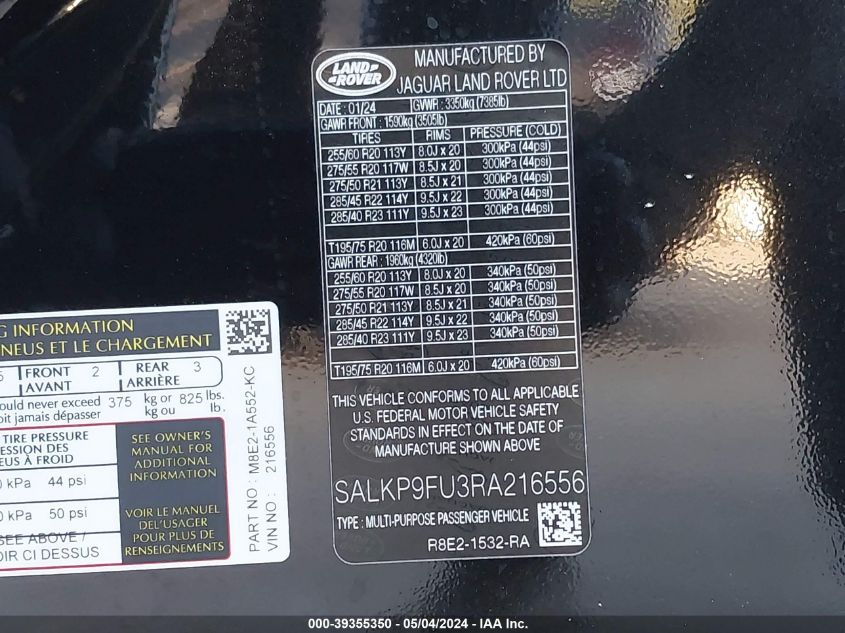 LAND ROVER
MANUFACTURED BY
JAGUAR LAND ROVER LTD
DATE : 01/24 GVWR : 3350kg (7385lb)
GAWR FRONT : 1590kg (3505lb)
TIRES RIMS PRESSURE (COLD)
255/60 R20 113Y 8.0J x 20 300kPa (44psi)
275/55 R20 117W 8.5J x 20 300kPa (44psi)
275/50 R21 113Y 8.5J x 21 300kPa (44psi)
285/45 R22 114Y 9.5J x 22 300kPa (44psi)
285/40 R23 111Y 9.5J x 23 300kPa (44psi)
T195/75 R20 116M 6.0J x 20 420kPa (60psi)
GAWR REAR : 1960kg (4320lb)
255/60 R20 113Y 8.0J x 20 340kPa (50psi)
275/55 R20 117W 8.5J x 20 340kPa (50psi)
275/50 R21 113Y 8.5J x 21 340kPa (50psi)
285/45 R22 114Y 9.5J x 22 340kPa (50psi)
285/40 R23 111Y 9.5J x 23 340kPa (50psi)
T195/75 R20 116M 6.0J x 20 420kPa (60psi)
THIS VEHICLE CONFORMS TO ALL APPLICABLE
U.S. FEDERAL MOTOR VEHICLE SAFETY
STANDARDS IN EFFECT ON THE DATE OF
MANUFACTURE SHOWN ABOVE
SALKP9FU3RA216556
TYPE : MULTI-PURPOSE PASSENGER VEHICLE
R8E2-1532-RA
INFORMATION
ET LE CHARGEMENT
FRONT 2 REAR 3
AVANT ARRIÈRE
never exceed 375 kg or 825 lbs.
jamais dépasser kg ou lb.
TIRE PRESSURE
DES
À FROID
kPa 44 psi
kPa 50 psi
SEE ABOVE /
CI DESSUS
SEE OWNER'S
MANUAL FOR
ADDITIONAL
INFORMATION
VOIR LE MANUEL
DE L'USAGER
POUR PLUS DE
RENSEIGNEMENTS
PART NO : M8E2-1A552-KC
VIN NO : 216556
000-39355350 - 05/04/2024 - IAA Inc.